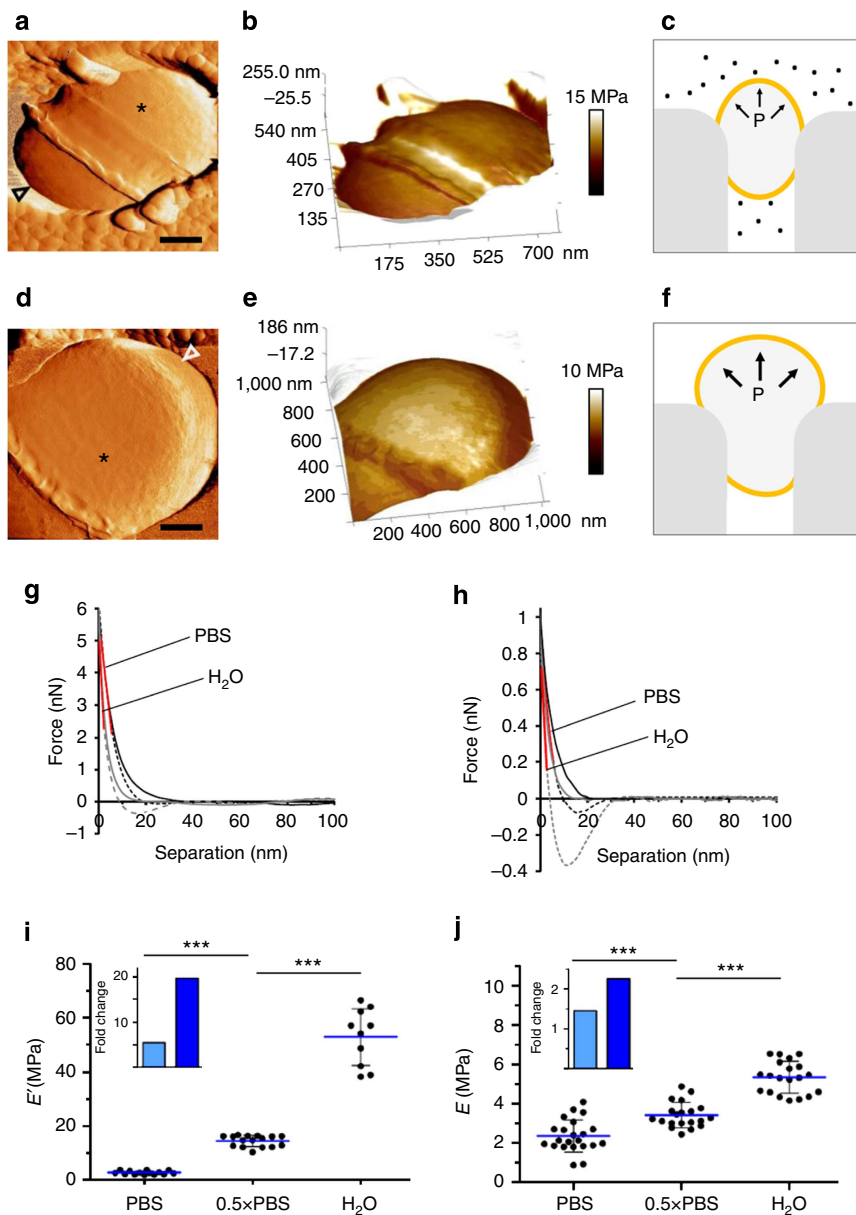 a
b
c
255.0 nm
–25.5
540 nm
405
270
135
175 350 525 700 nm
15 MPa
*
P
d
e
f
186 nm
–17.2
1,000 nm
800
600
400
200
200 400 600 800 1,000
nm
10 MPa
*
P
g
6
5
4
3
2
1
0
–1
Force (nN)
PBS
H₂O
0 20 40 60 80 100
Separation (nm)
h
1
0.8
0.6
0.4
0.2
0
–0.2
–0.4
Force (nN)
PBS
H₂O
0 20 40 60 80 100
Separation (nm)
i
*** ***
80
60
40
20
0
E′(MPa)
20
10
Fold change
PBS 0.5×PBS H₂O
j
*** ***
10
8
6
4
2
0
E (MPa)
2
1
Fold change
PBS 0.5×PBS H₂O